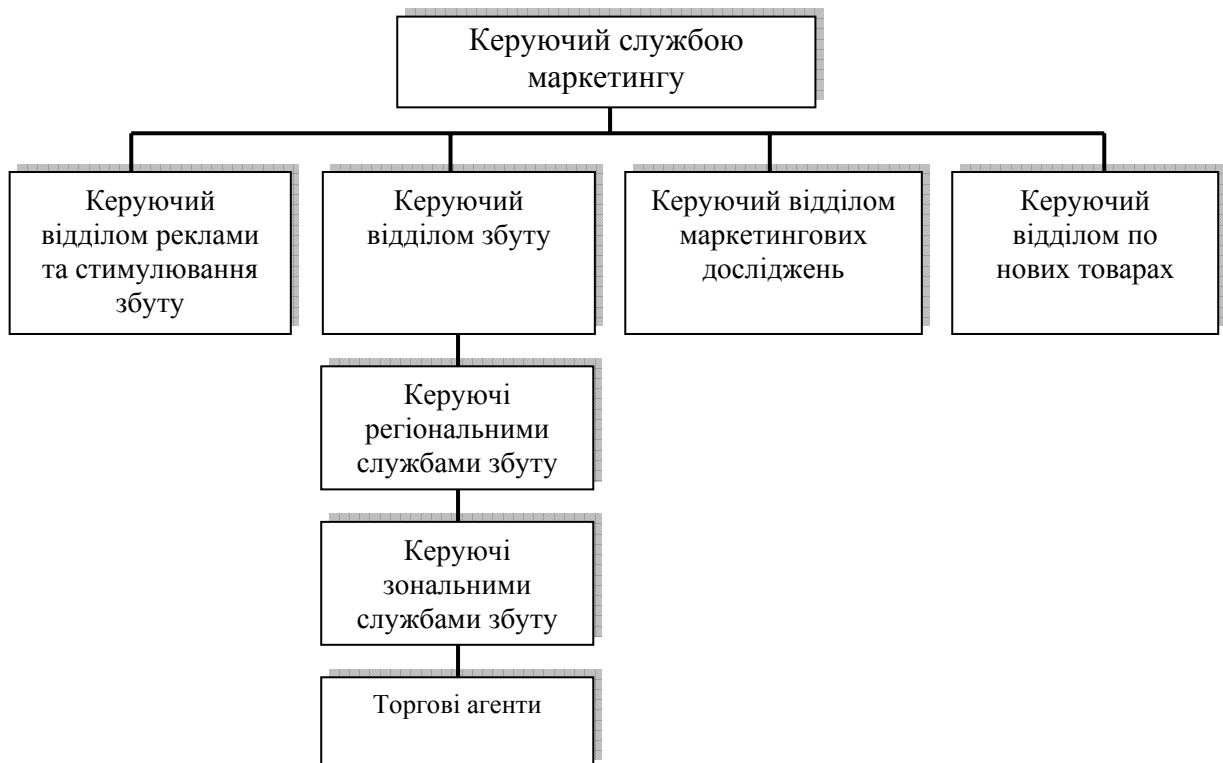 Керуючий службою
маркетингу
Керуючий
відділом реклами
та стимулювання
збуту
Керуючий
відділом збуту
Керуючий відділом
маркетингових
досліджень
Керуючий
відділом по
нових товарах
Керуючі
регіональними
службами збуту
Керуючі
зональними
службами збуту
Торгові агенти